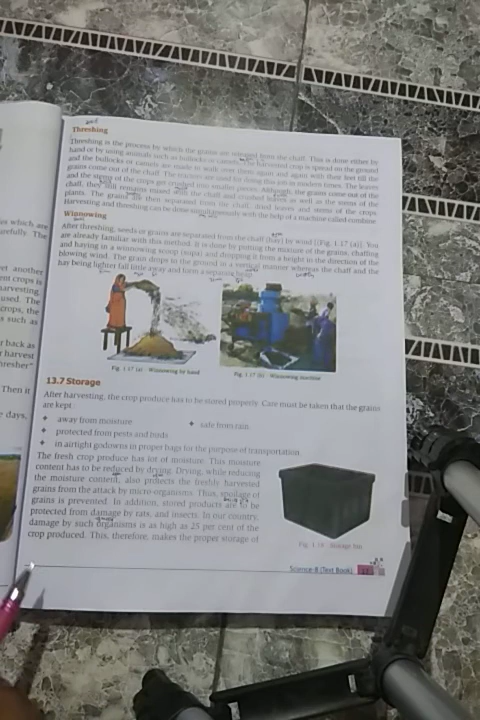 Threshing
Threshing is the process by which the grains are released from the chaff. This is done either by
hand or by using animals such as bullocks or camels. The harvested crop is spread on the ground
and the bullocks or camels are made to walk over them again and again with their feet till the
grains come out of the chaff. The tractors are used for doing this act in modern times. The leaves
and the stems of the crops get crushed into smaller pieces. Although, the grains come out of the
chaff, they still remains mixed with the chaff and crushed leaves as well as the stems of the
plants. The grains are then separated from the chaff, dried leaves and stems of the crops.
Harvesting and threshing can be done simultaneously with the help of a machine called combine
Winnowing
After threshing, seeds or grains are separated from the chaff (hay) by wind [(Fig. 1.17 (a)]. You
are already familiar with this method. It is done by putting the mixture of the grains, chaffing
and haying in a winnowing scoop (supa) and dropping it from a height in the direction of the
blowing wind. The grain drops to the ground in a vertical manner whereas the chaff and the
hay being lighter fall little away and form a separate heap.
Fig. 1.17 (a) : Winnowing by hand
Fig. 1.17 (b) : Winnowing machine
13.7 Storage
After harvesting, the crop produce has to be stored properly. Care must be taken that the grains
are kept :
away from moisture
safe from rain
protected from pests and birds
in airtight godowns in proper bags for the purpose of transportation
The fresh crop produce has lot of moisture. This moisture
content has to be reduced by drying. Drying, while reducing
the moisture content, also protects the freshly harvested
grains from the attack by micro-organisms. Thus, spoilage of
grains is prevented. In addition, stored products are to be
protected from damage by rats, and insects. In our country,
damage by such organisms is as high as 25 per cent of the
crop produced. This, therefore, makes the proper storage of
Fig. 1.18 : Storage bin
Science-8 (Text Book)